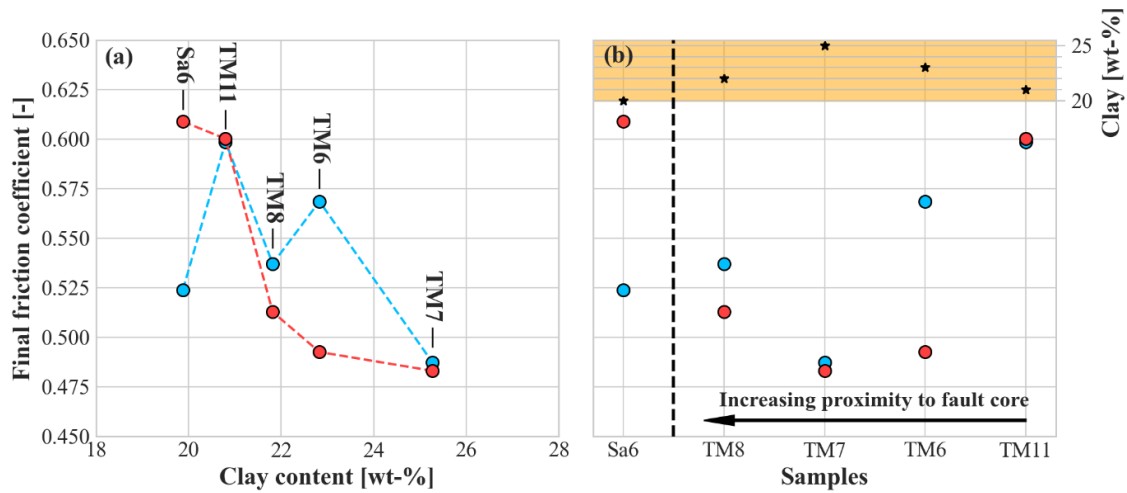 (a)
Final friction coefficient [-]
0.650
0.625
0.600
0.575
0.550
0.525
0.500
0.475
0.450
Sa6
TM11
TM8
TM6
TM7
18 20 22 24 26 28
Clay content [wt-%]
(b)
25
20
Clay [wt-%]
Increasing proximity to fault core
Sa6 TM8 TM7 TM6 TM11
Samples